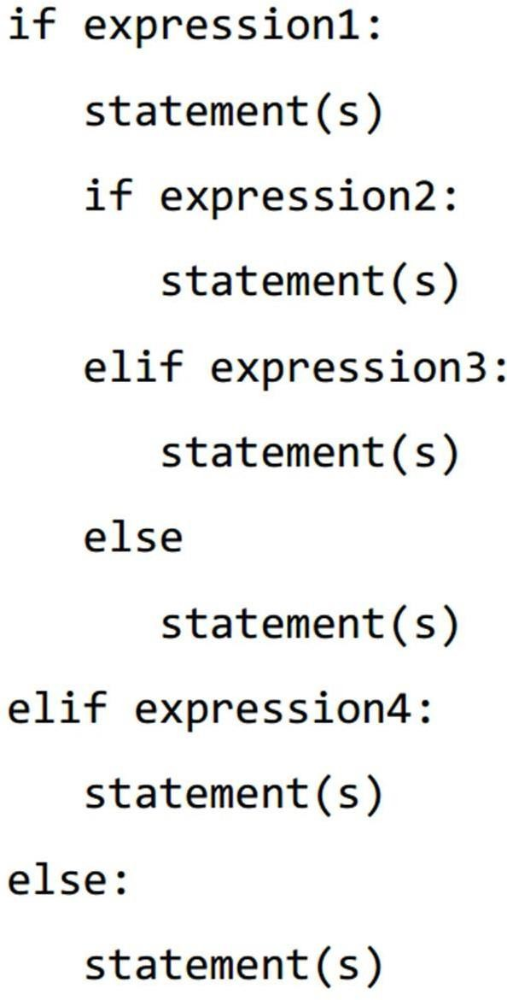 if expression1:
   statement(s)
   if expression2:
      statement(s)
   elif expression3:
      statement(s)
   else
      statement(s)
elif expression4:
   statement(s)
else:
   statement(s)